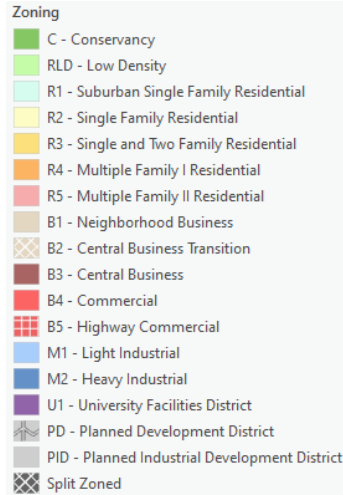 Zoning
C - Conservancy
RLD - Low Density
R1 - Suburban Single Family Residential
R2 - Single Family Residential
R3 - Single and Two Family Residential
R4 - Multiple Family I Residential
R5 - Multiple Family II Residential
B1 - Neighborhood Business
B2 - Central Business Transition
B3 - Central Business
B4 - Commercial
B5 - Highway Commercial
M1 - Light Industrial
M2 - Heavy Industrial
U1 - University Facilities District
PD - Planned Development District
PID - Planned Industrial Development District
Split Zoned